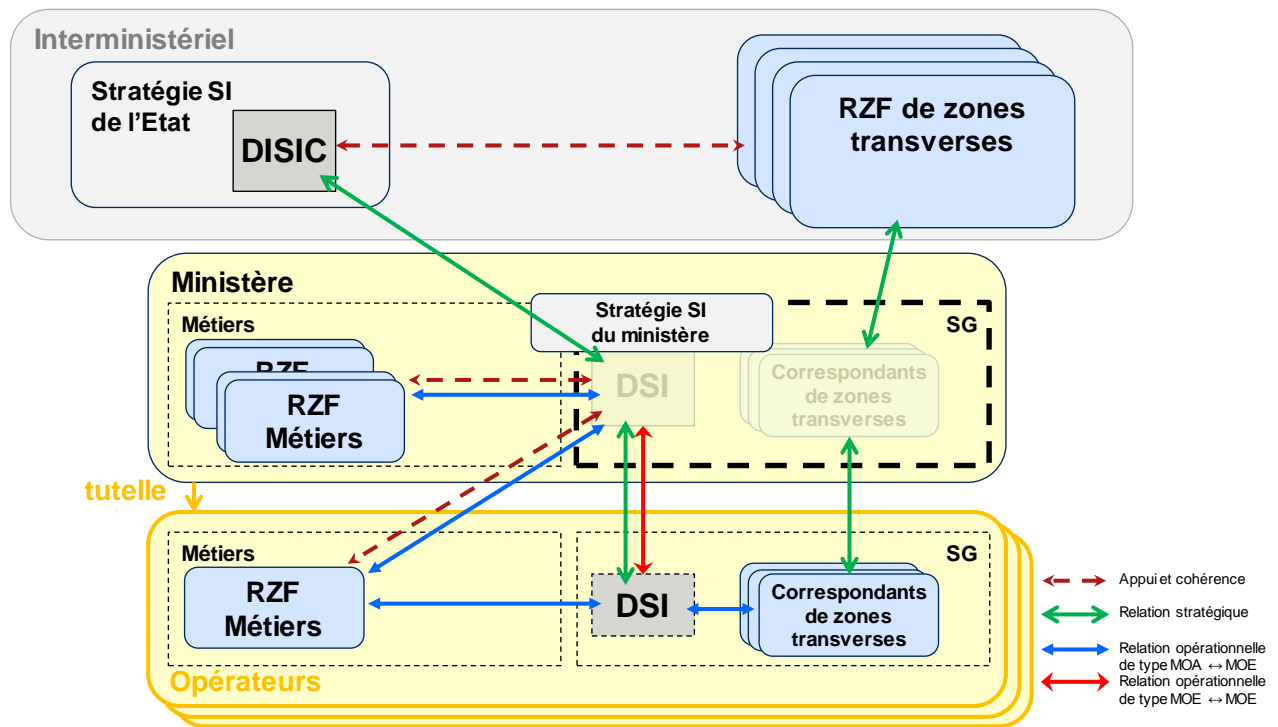 Interministériel
Stratégie SI
de l'Etat
DISIC
RZF de zones
transverses
Ministère
Métiers
RZF
RZF
Métiers
Stratégie SI
du ministère
SG
DSI
Correspondants
de zones
transverses
tutelle
Métiers
RZF
Métiers
SG
DSI
Correspondants
de zones
transverses
Opérateurs
Appui et cohérence
Relation stratégique
Relation opérationnelle
de type MOA ↔ MOE
Relation opérationnelle
de type MOE ↔ MOE